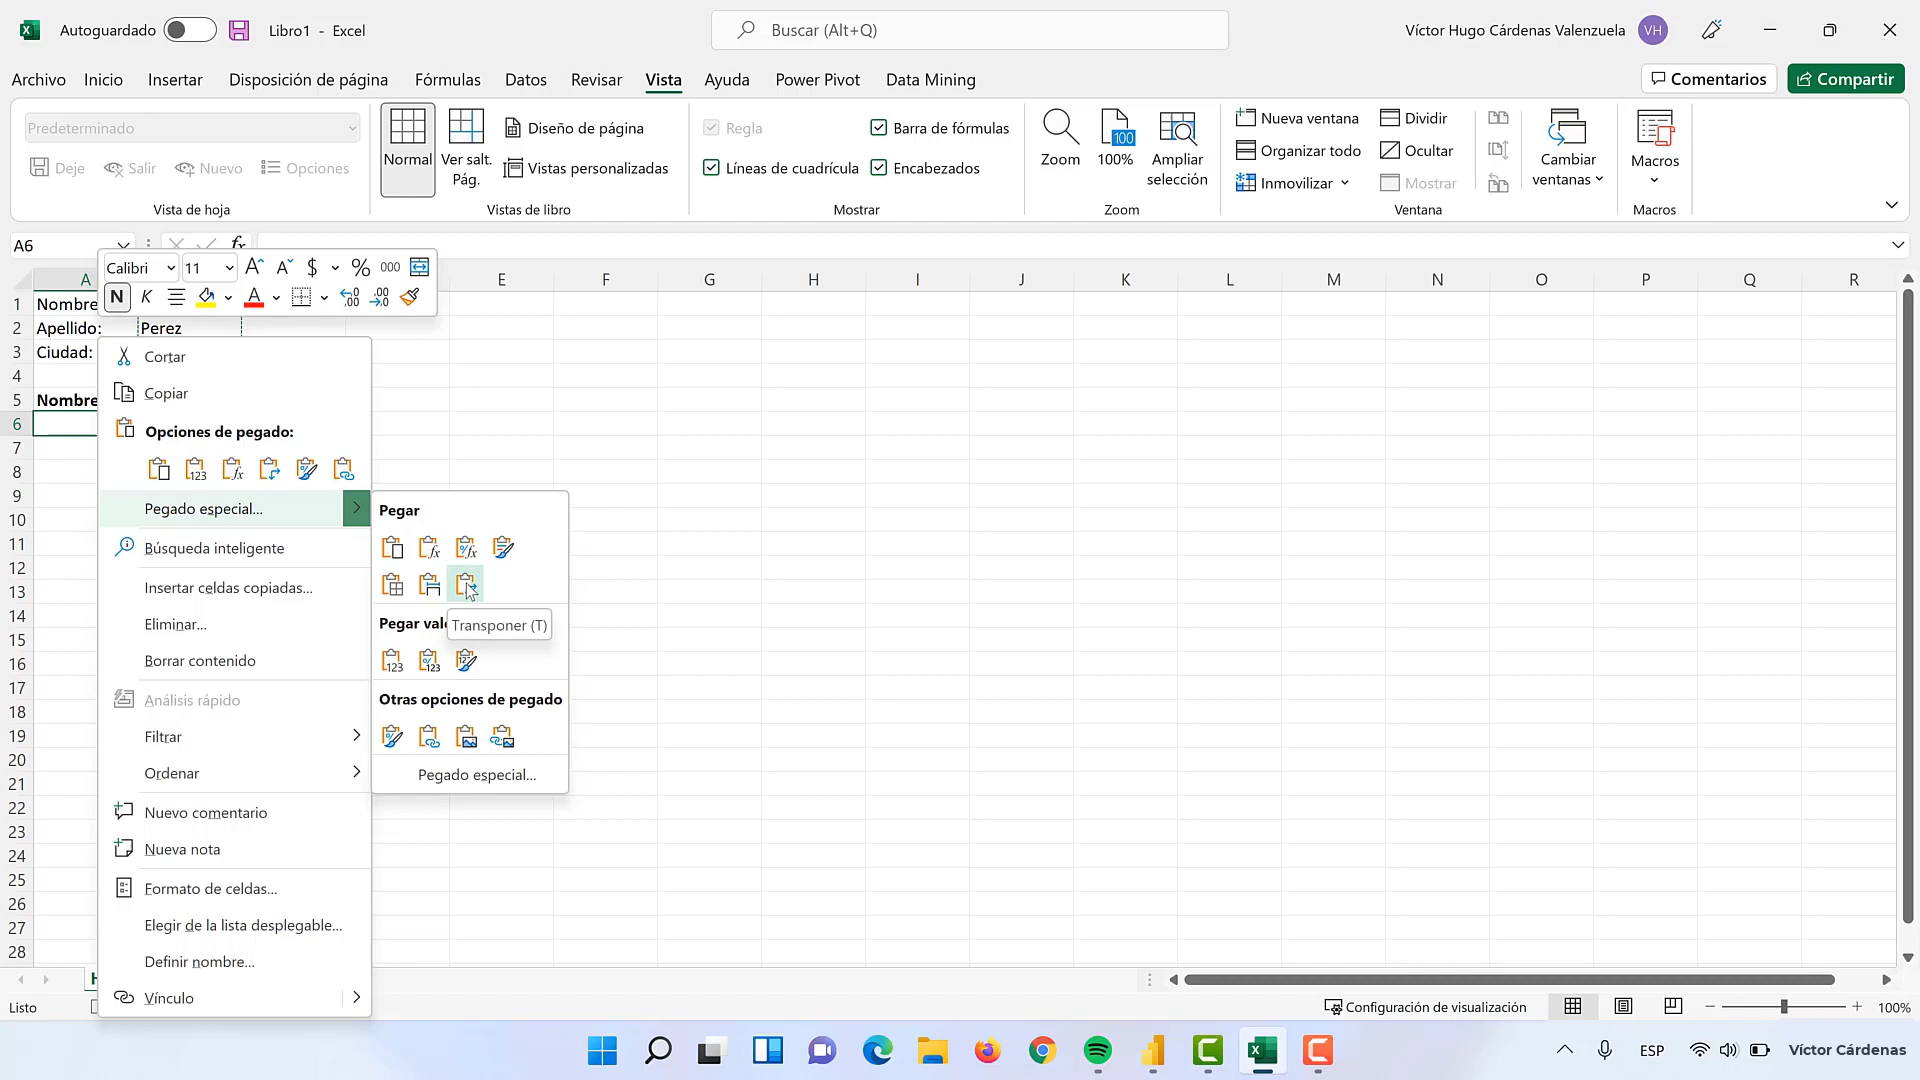 Autoguardado Libro1 - Excel Buscar (Alt+Q) Víctor Hugo Cárdenas Valenzuela VH
Archivo Inicio Insertar Disposición de página Fórmulas Datos Revisar Vista Ayuda Power Pivot Data Mining Comentarios Compartir
Predeterminado
Deje Salir Nuevo Opciones
Vista de hoja
Normal
Ver salt.
Pág.
Diseño de página
Vistas personalizadas
Vistas de libro
Regla Barra de fórmulas
Líneas de cuadrícula Encabezados
Mostrar
Zoom
100
100%
Ampliar
selección
Zoom
Nueva ventana Dividir
Organizar todo Ocultar
Inmovilizar Mostrar
Cambiar
ventanas
Ventana
Macros
Macros
A6 fx
Calibri 11 A A $ % 000
N K A
A E F G H I J K L M N O P Q R
1 Nombre
2 Apellido: Perez
3 Ciudad:
4
5 Nombre
6
7
8
9
10
11
12
13
14
15
16
17
18
19
20
21
22
23
24
25
26
27
28
Cortar
Copiar
Opciones de pegado:
Pegado especial...
Búsqueda inteligente
Insertar celdas copiadas...
Eliminar...
Borrar contenido
Análisis rápido
Filtrar
Ordenar
Nuevo comentario
Nueva nota
Formato de celdas...
Elegir de la lista desplegable...
Definir nombre...
Vínculo
Pegar
Pegar val
Transponer (T)
Otras opciones de pegado
Pegado especial...
Listo Configuración de visualización 100%
ESP Víctor Cárdenas